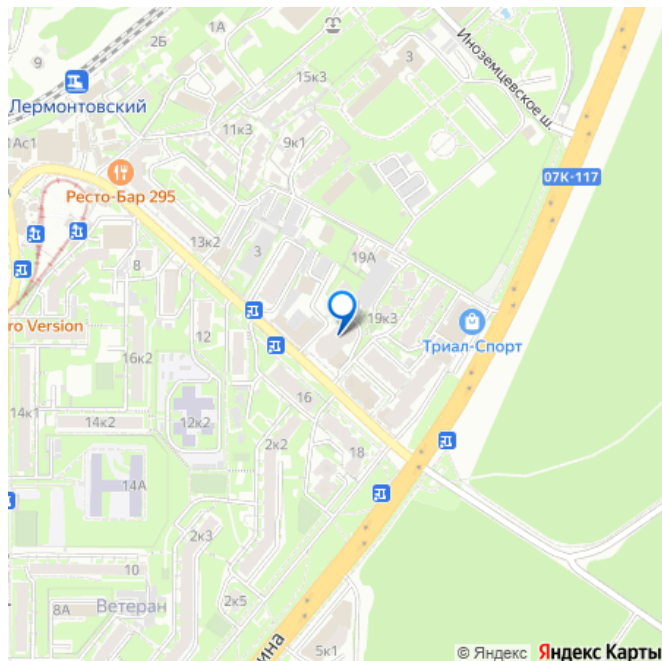 1А
2Б
9
3
Иноземцевское ш.
15к3
Лермонтовский
11к3
9к1
1Ас1
07К-117
Ресто-Бар 295
13к2
3
19А
8
ro Version
12
19к3
Триал-Спорт
16к2
14к1
14к2
12к2
16
2к2
18
14А
2к3
10
8А
Ветеран
2к5
ина
5к1
© Яндекс Яндекс Карты